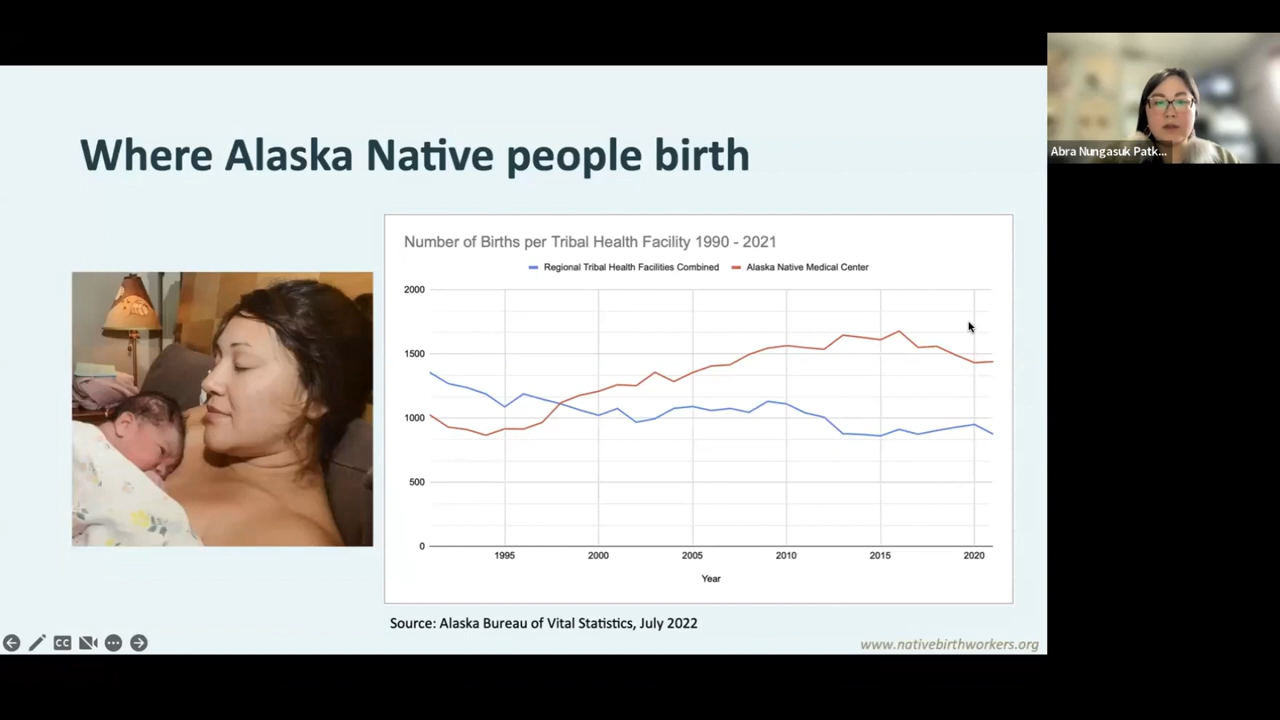 Where Alaska Native people birth
Abra Nungasuk Patk...
Number of Births per Tribal Health Facility 1990 - 2021
Regional Tribal Health Facilities Combined
Alaska Native Medical Center
2000
1500
1000
500
0
1995
2000
2005
2010
2015
2020
Year
Source: Alaska Bureau of Vital Statistics, July 2022
CC
www.nativebirthworkers.org